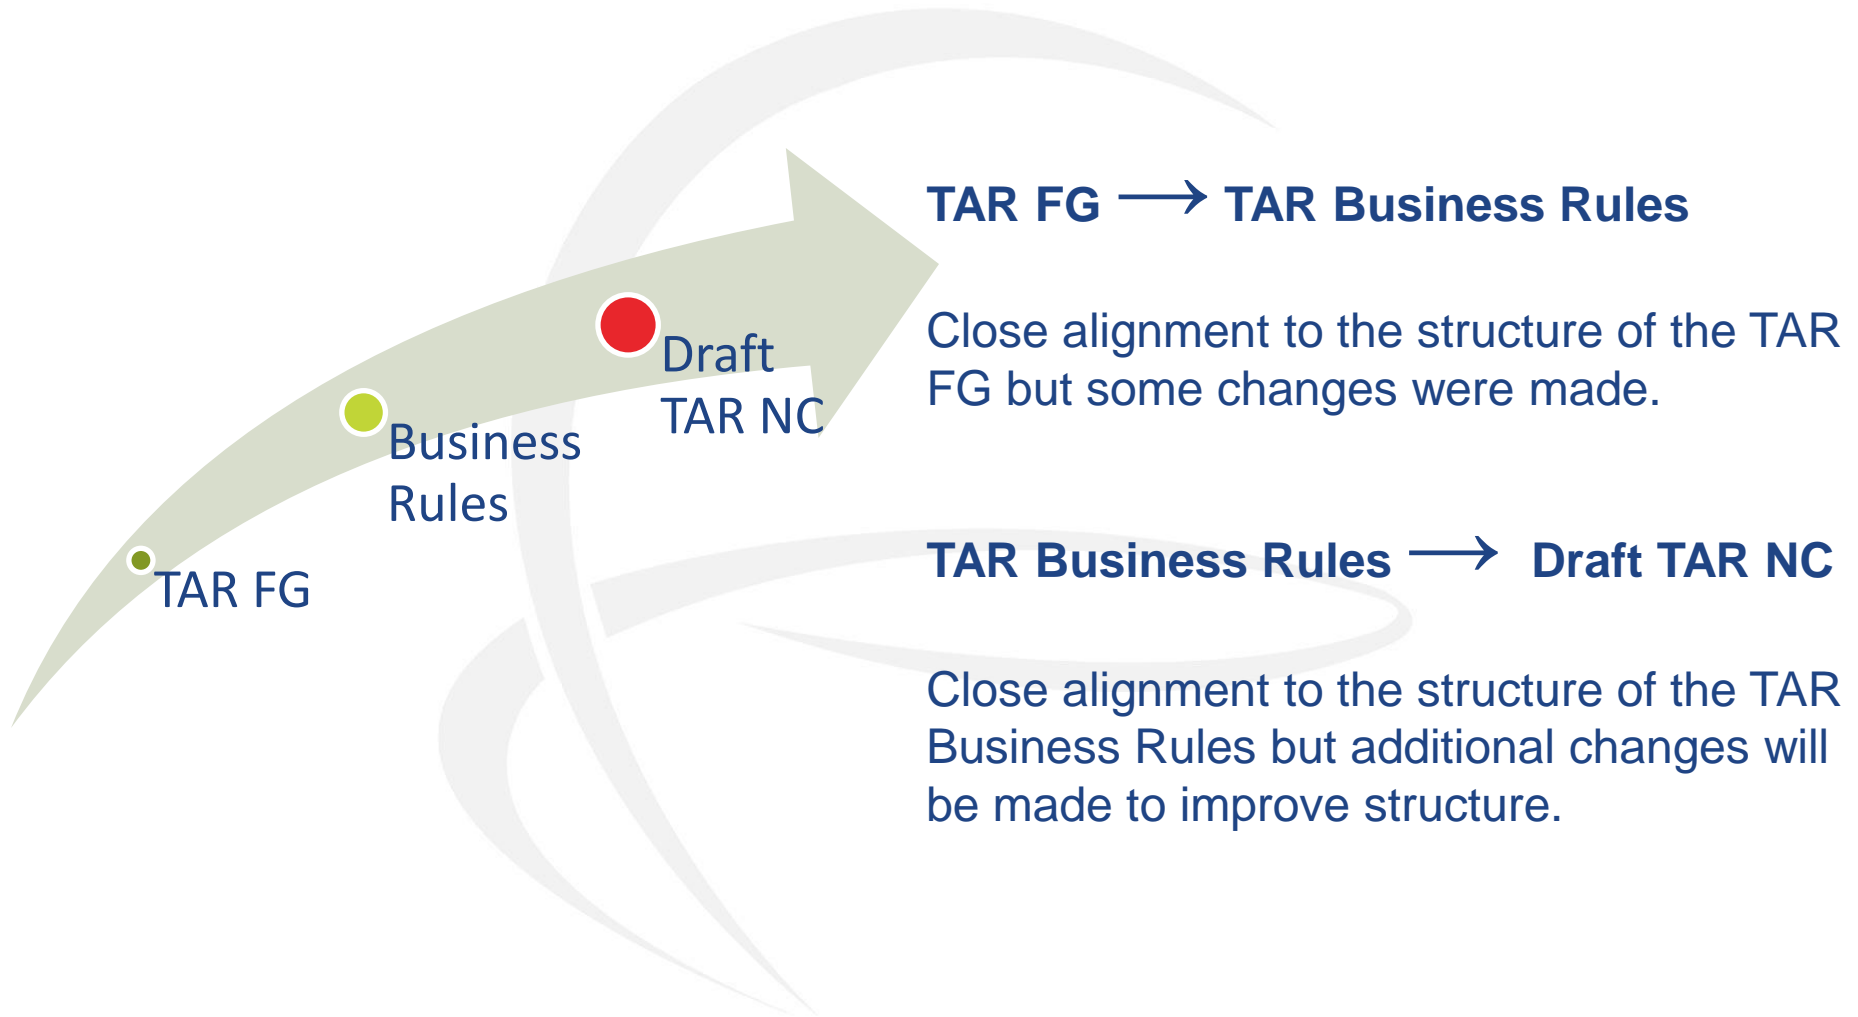 TAR FG → TAR Business Rules
Close alignment to the structure of the TAR
FG but some changes were made.
TAR Business Rules → Draft TAR NC
Close alignment to the structure of the TAR
Business Rules but additional changes will
be made to improve structure.
Draft
TAR NC
Business
Rules
TAR FG